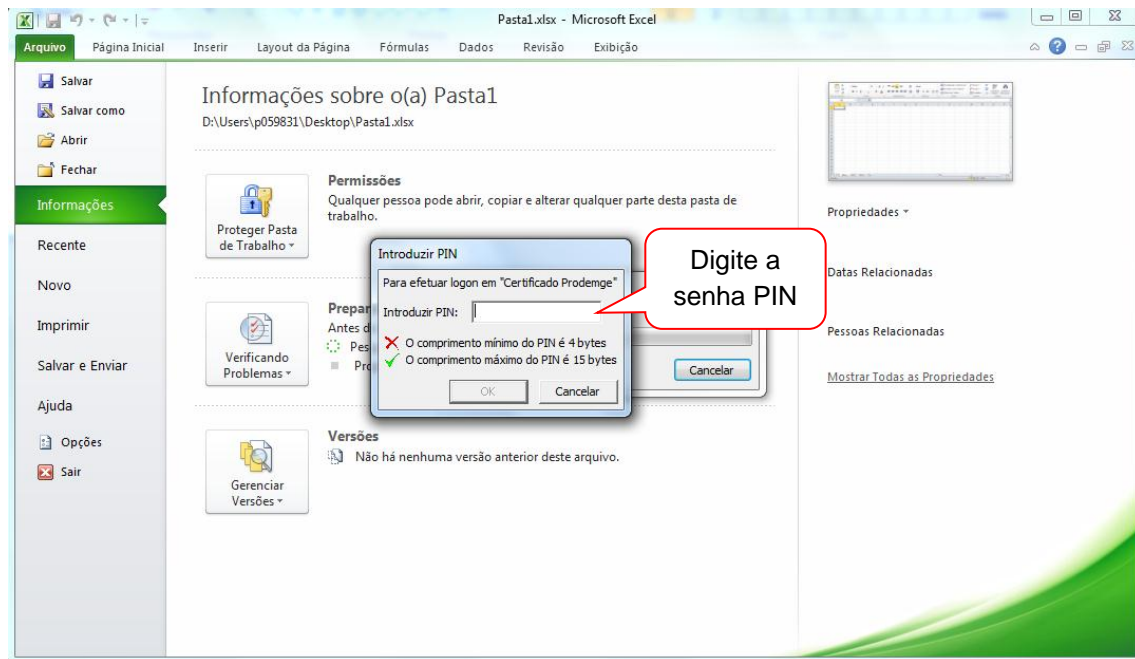 Pasta1.xlsx - Microsoft Excel
Arquivo Página Inicial Inserir Layout da Página Fórmulas Dados Revisão Exibição
Salvar
Salvar como
Abrir
Fechar
Informações
Recente
Novo
Imprimir
Salvar e Enviar
Ajuda
Opções
Sair
Informações sobre o(a) Pasta1
D:\Users\p059831\Desktop\Pasta1.xlsx
Proteger Pasta
de Trabalho
Permissões
Qualquer pessoa pode abrir, copiar e alterar qualquer parte desta pasta de
trabalho.
Verificando
Problemas
Prepar
Antes d
Pes
Pro
Introduzir PIN
Para efetuar logon em "Certificado Prodemge"
Introduzir PIN:
O comprimento mínimo do PIN é 4 bytes
O comprimento máximo do PIN é 15 bytes
OK Cancelar
Cancelar
Digite a
senha PIN
Gerenciar
Versões
Versões
Não há nenhuma versão anterior deste arquivo.
Propriedades
Datas Relacionadas
Pessoas Relacionadas
Mostrar Todas as Propriedades